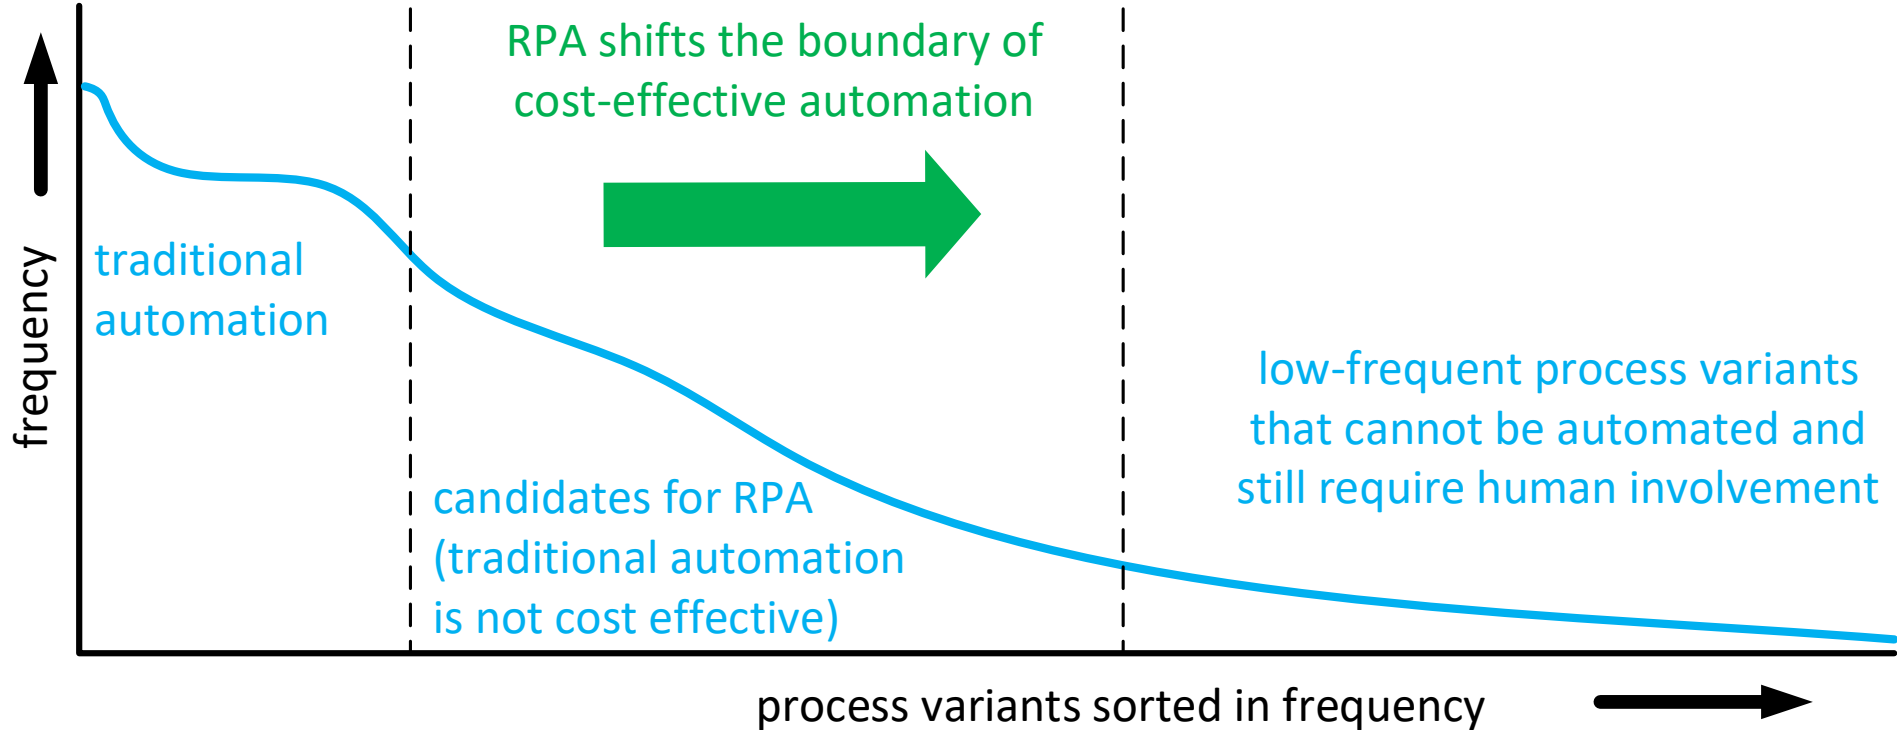 RPA shifts the boundary of
cost-effective automation
frequency
traditional
automation
candidates for RPA
(traditional automation
is not cost effective)
low-frequent process variants
that cannot be automated and
still require human involvement
process variants sorted in frequency